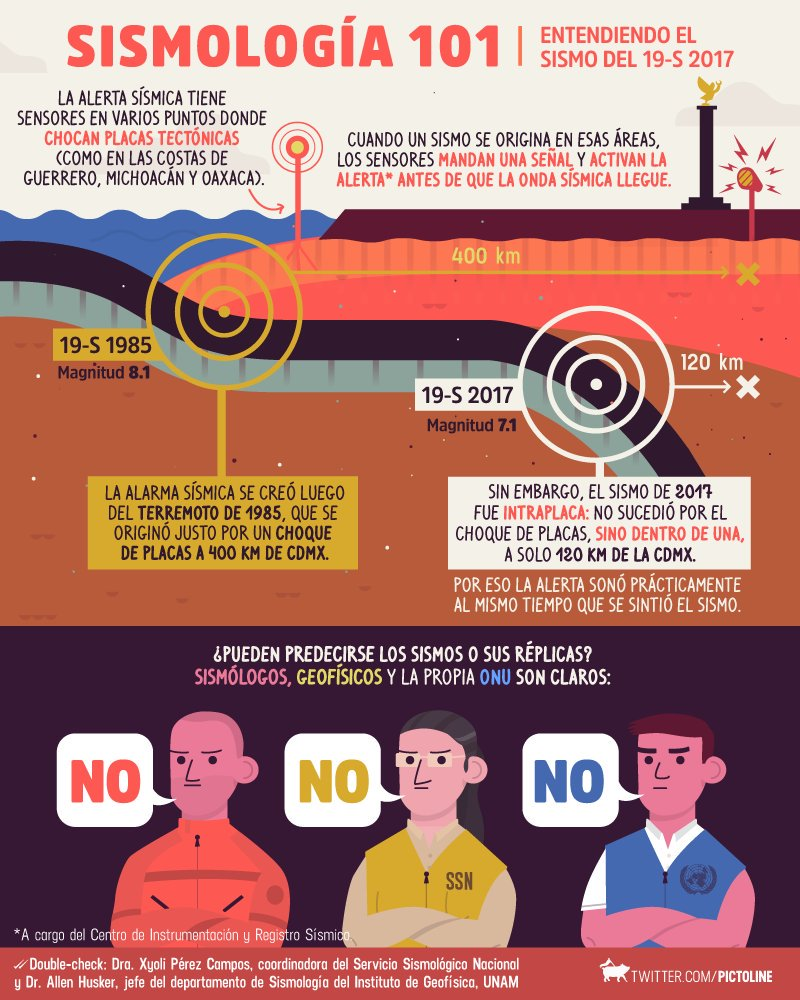 SISMOLOGÍA 101
ENTENDIENDO EL
SISMO DEL 19-S 2017
LA ALERTA SÍSMICA TIENE
SENSORES EN VARIOS PUNTOS DONDE
CHOCAN PLACAS TECTÓNICAS
(COMO EN LAS COSTAS DE
GUERRERO, MICHOACÁN Y OAXACA).
CUANDO UN SISMO SE ORIGINA EN ESAS ÁREAS,
LOS SENSORES MANDAN UNA SEÑAL Y ACTIVAN LA
ALERTA* ANTES DE QUE LA ONDA SÍSMICA LLEGUE.
400 km
19-S 1985
Magnitud 8.1
120 km
19-S 2017
Magnitud 7.1
LA ALARMA SÍSMICA SE CREÓ LUEGO
DEL TERREMOTO DE 1985, QUE SE
ORIGINÓ JUSTO POR UN CHOQUE
DE PLACAS A 400 KM DE CDMX.
SIN EMBARGO, EL SISMO DE 2017
FUE INTRAPLACA: NO SUCEDIÓ POR EL
CHOQUE DE PLACAS, SINO DENTRO DE UNA,
A SOLO 120 KM DE LA CDMX.
POR ESO LA ALERTA SONÓ PRÁCTICAMENTE
AL MISMO TIEMPO QUE SE SINTIÓ EL SISMO.
¿PUEDEN PREDECIRSE LOS SISMOS O SUS RÉPLICAS?
SISMÓLOGOS, GEOFÍSICOS Y LA PROPIA ONU SON CLAROS:
NO
NO
NO
SSN
*A cargo del Centro de Instrumentación y Registro Sísmico.
Double-check: Dra. Xyoli Pérez Campos, coordinadora del Servicio Sismológico Nacional
y Dr. Allen Husker, jefe del departamento de Sismología del Instituto de Geofísica, UNAM
TWITTER.COM/PICTOLINE